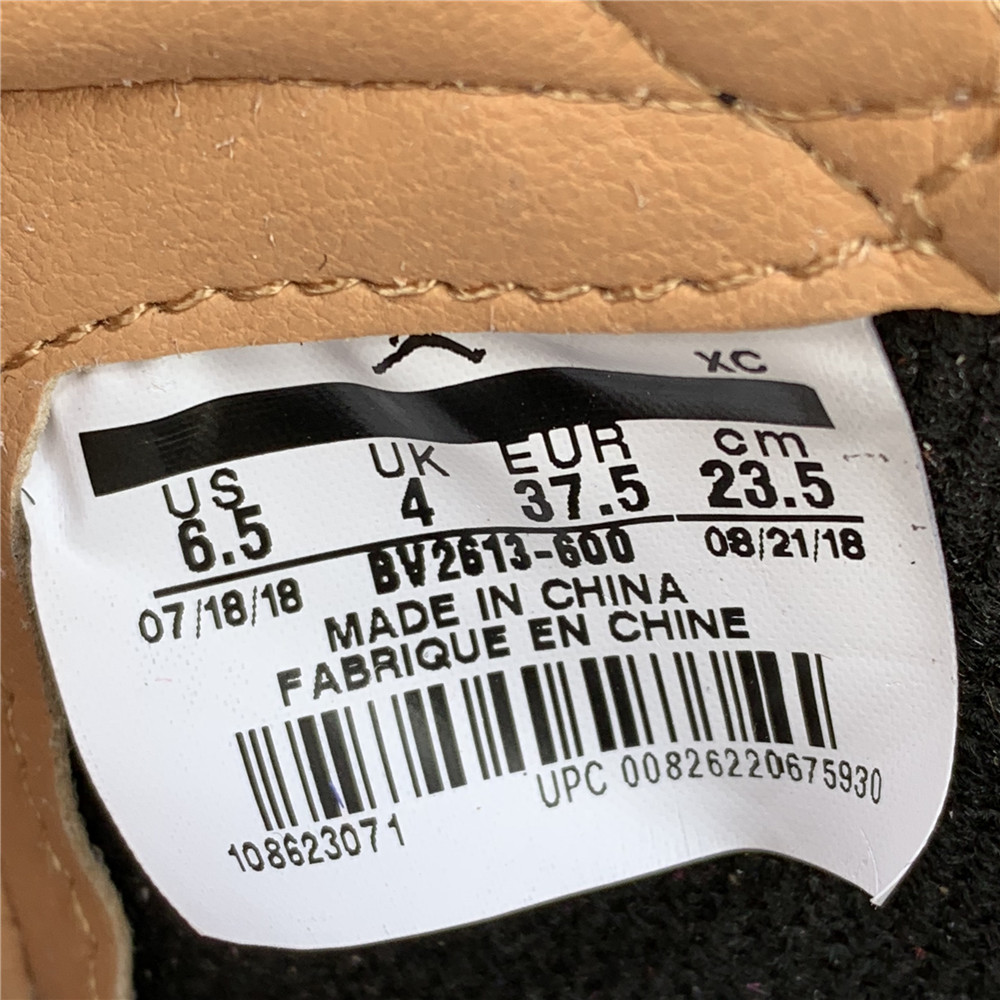 XC
US UK EUR cm
6.5 4 37.5 23.5
07/18/18 BV2613-600 08/21/18
MADE IN CHINA
FABRIQUE EN CHINE
UPC 00826220675930
108623071